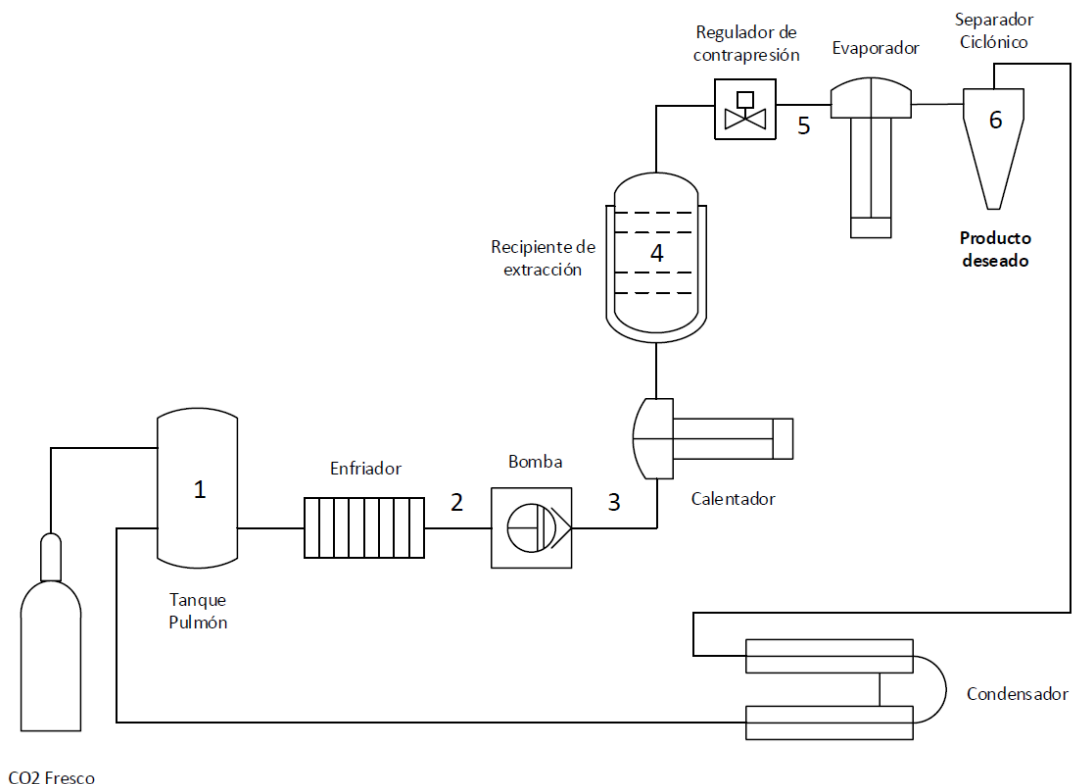 Separador
Ciclónico
Regulador de
contrapresión
Evaporador
5
6
Producto
deseado
Recipiente de
extracción
4
Enfriador
Bomba
1
2
3
Calentador
Tanque
Pulmón
Condensador
CO2 Fresco